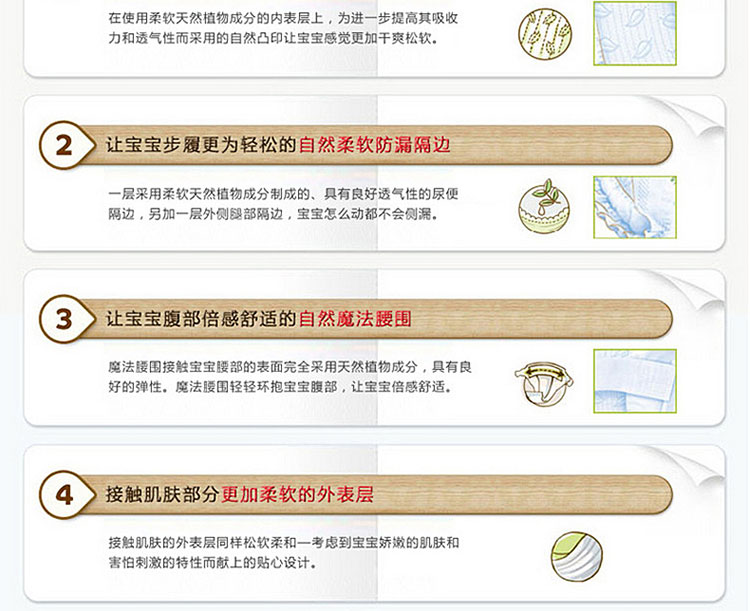 在使用柔软天然植物成分的内表层上，为进一步提高其吸收
力和透气性而采用的自然凸印让宝宝感觉更加干爽松软。
2 让宝宝步履更为轻松的自然柔软防漏隔边
一层采用柔软天然植物成分制成的、具有良好透气性的尿便
隔边，另加一层外侧腿部隔边，宝宝怎么动都不会侧漏。
3 让宝宝腹部倍感舒适的自然魔法腰围
魔法腰围接触宝宝腰部的表面完全采用天然植物成分，具有良
好的弹性。魔法腰围轻轻环抱宝宝腹部，让宝宝倍感舒适。
4 接触肌肤部分更加柔软的外表层
接触肌肤的外表层同样松软柔和—考虑到宝宝娇嫩的肌肤和
害怕刺激的特性而献上的贴心设计。